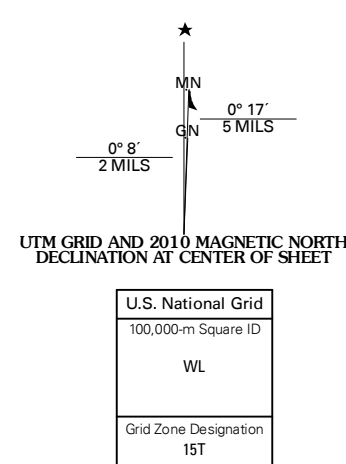 MN
0° 17´
5 MILS
GN
0° 8´
2 MILS
UTM GRID AND 2010 MAGNETIC NORTH
DECLINATION AT CENTER OF SHEET
U.S. National Grid
100,000-m Square ID
WL
Grid Zone Designation
15T